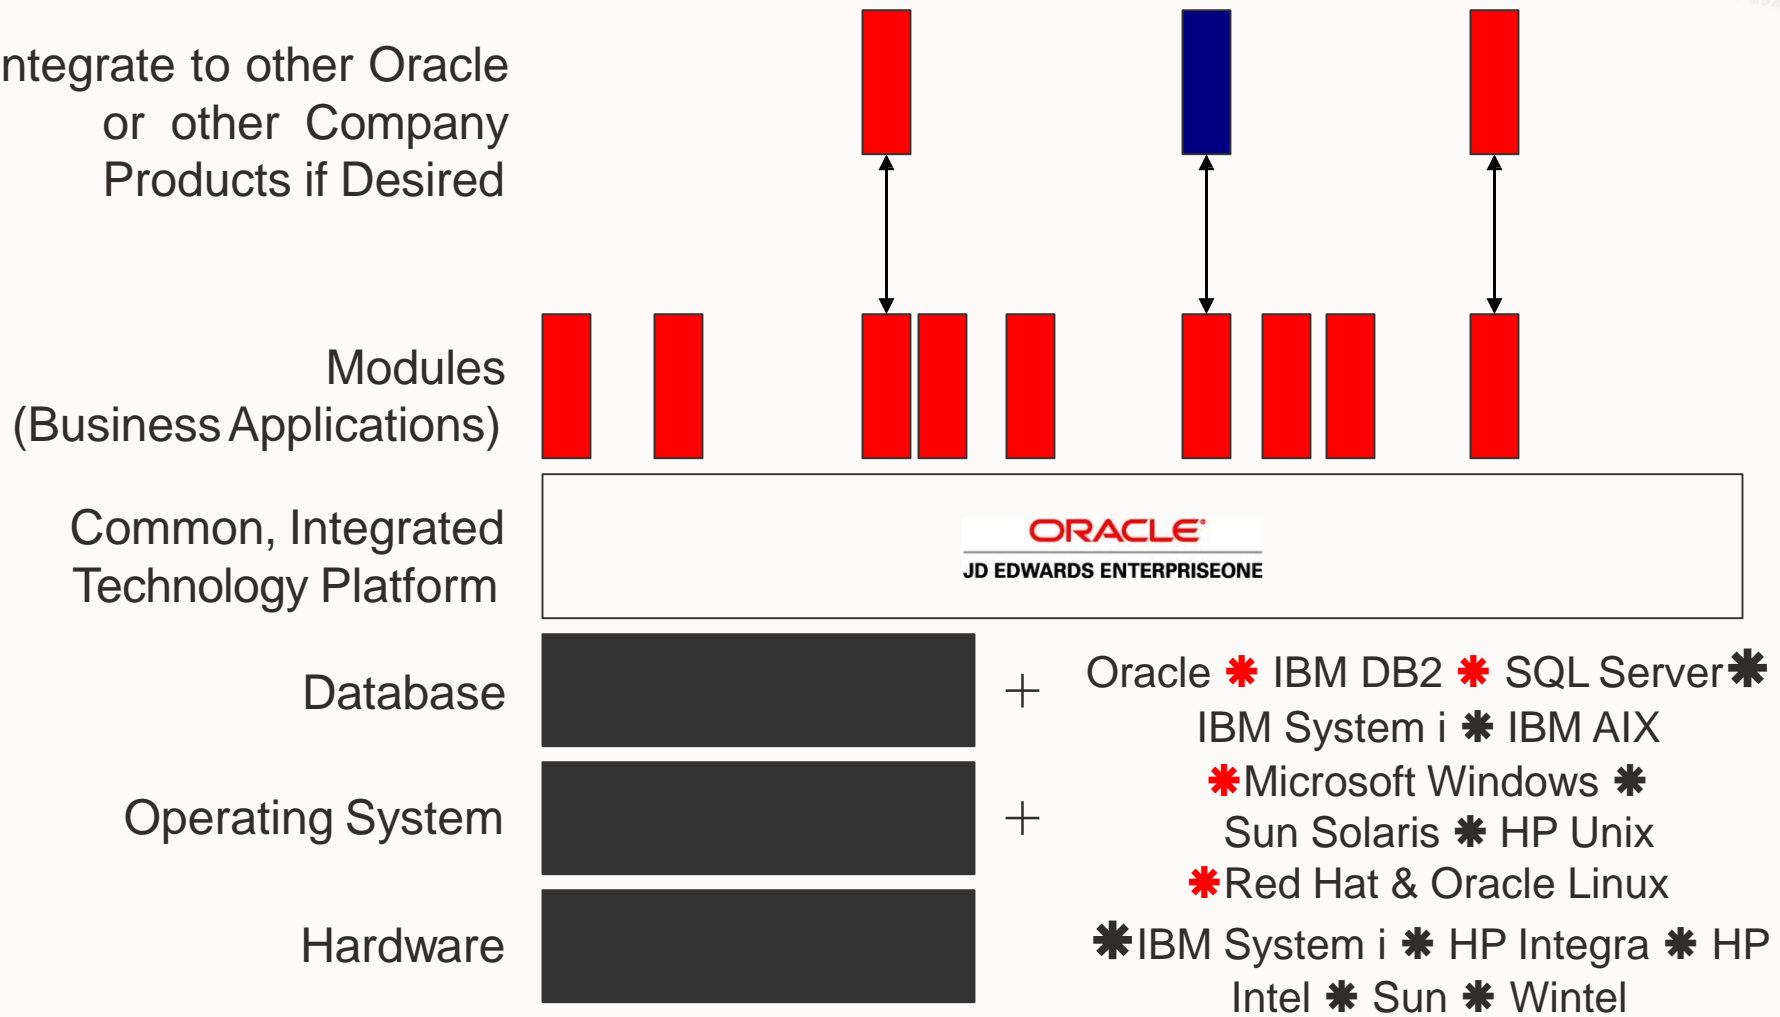 ntegrate to other Oracle
or other Company
Products if Desired
Modules
(Business Applications)
Common, Integrated
Technology Platform
ORACLE®
JD EDWARDS ENTERPRISEONE
Database
+
Oracle ✱ IBM DB2 ✱ SQL Server ✱
IBM System i ✱ IBM AIX
✱Microsoft Windows ✱
Operating System
+
Sun Solaris ✱ HP Unix
✱Red Hat & Oracle Linux
Hardware
✱IBM System i ✱ HP Integra ✱ HP
Intel ✱ Sun ✱ Wintel